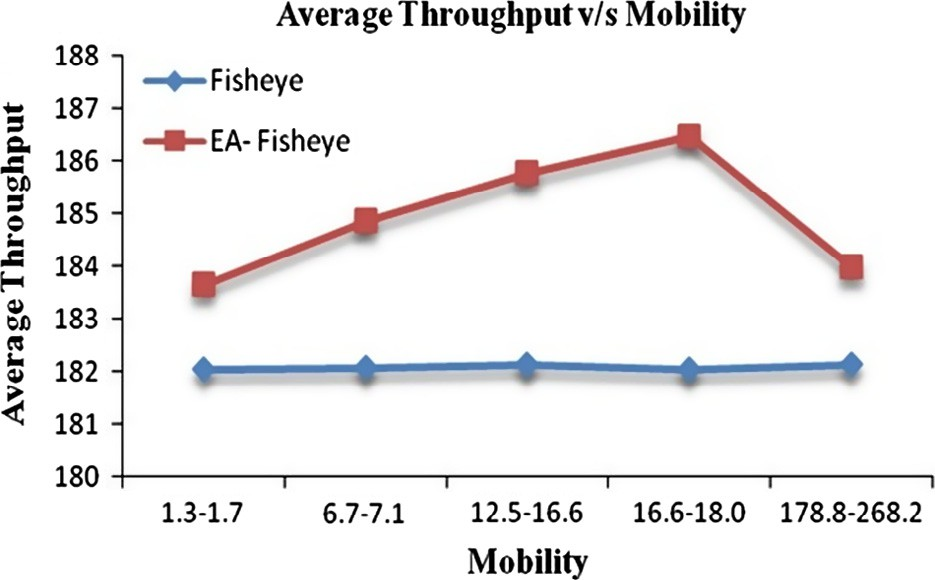 Average Throughput v/s Mobility
188
187
186
185
184
183
182
181
180
Average Throughput
Fisheye
EA- Fisheye
1.3-1.7 6.7-7.1 12.5-16.6 16.6-18.0 178.8-268.2
Mobility